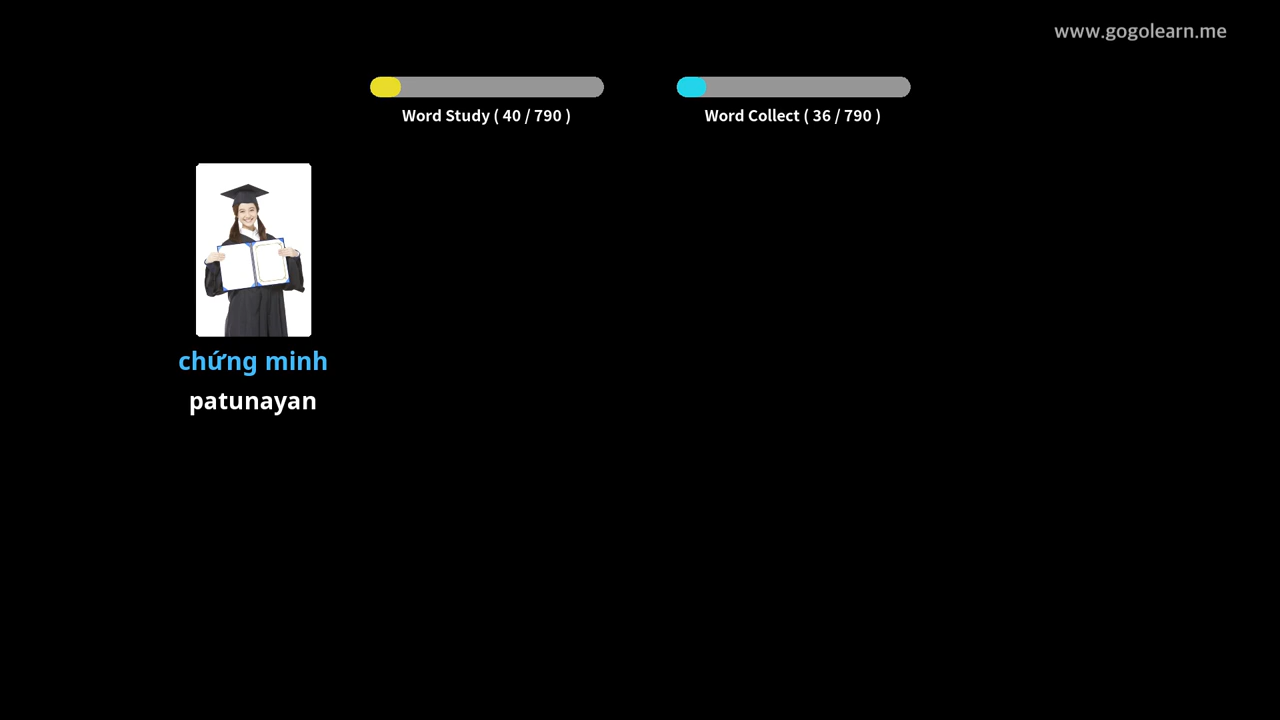 www.gogolearn.me
Word Study ( 40 / 790 )
Word Collect ( 36 / 790 )
chứng minh
patunayan